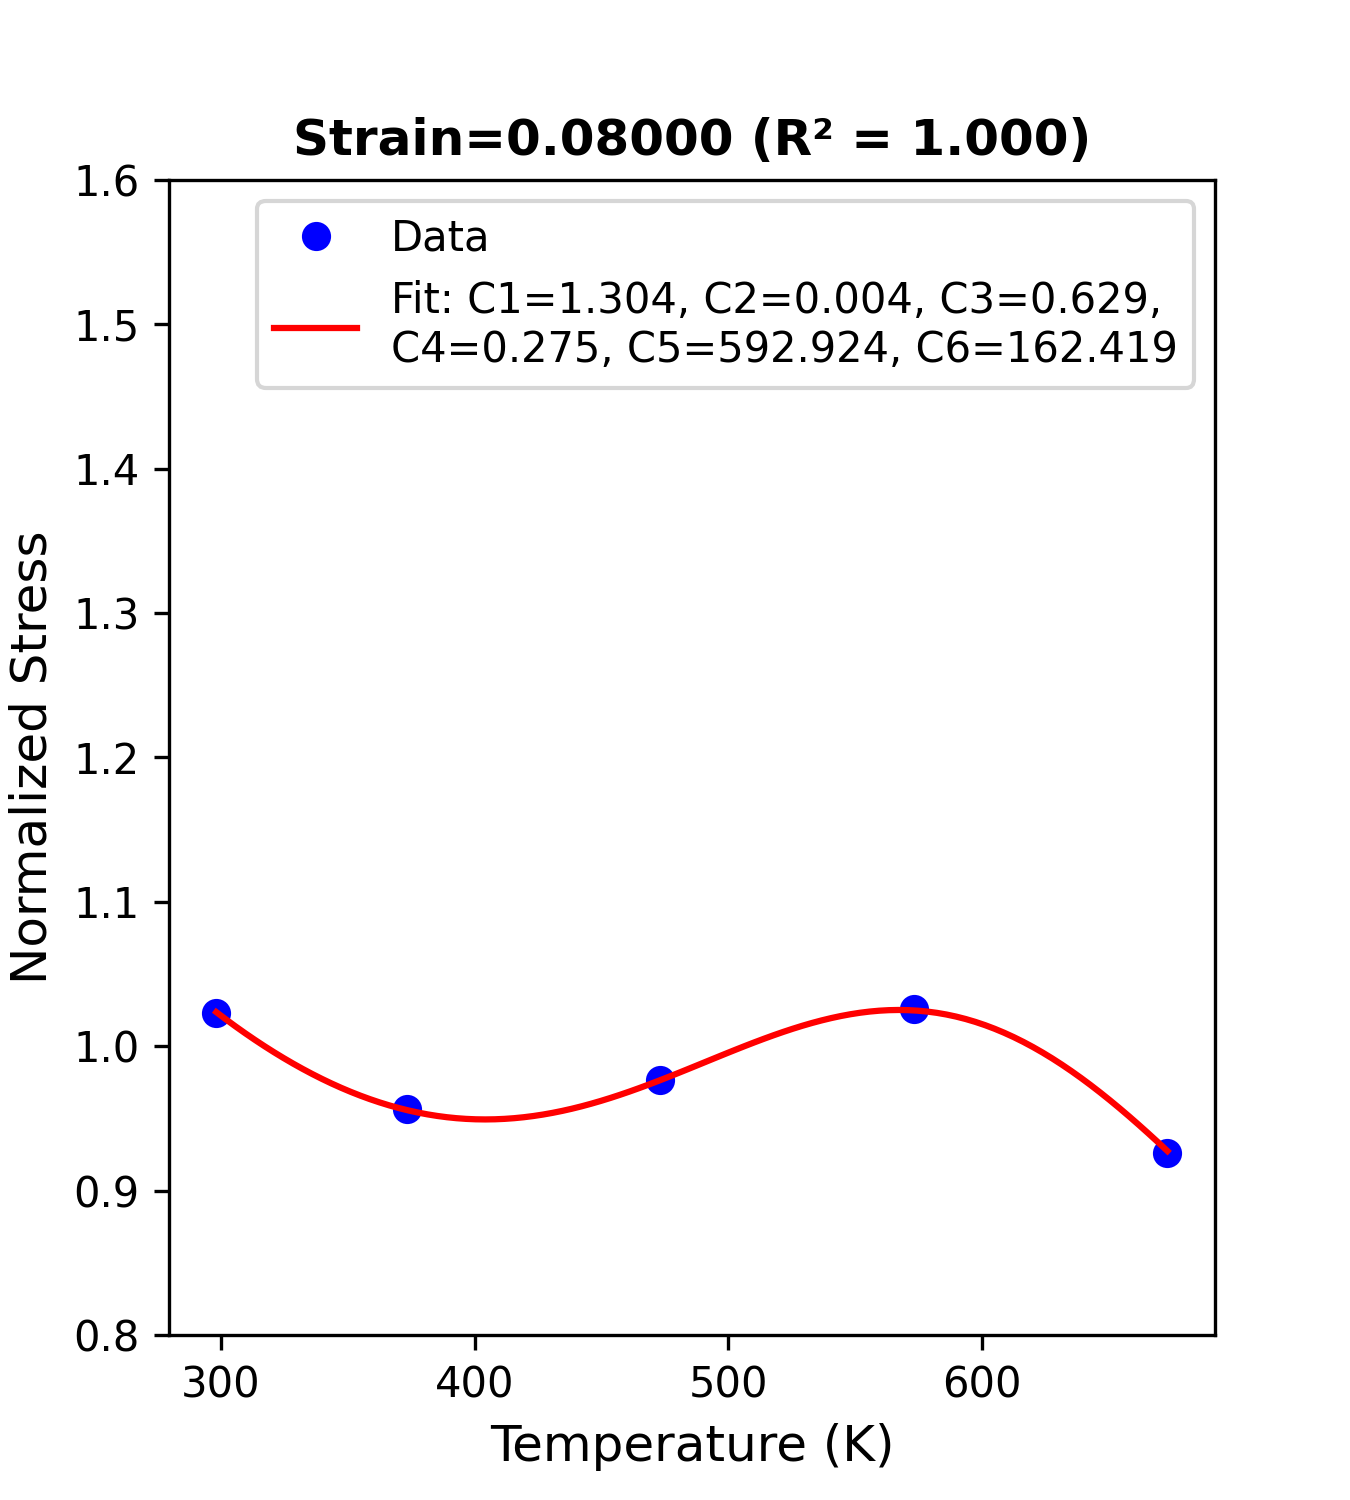 Strain=0.08000 (R² = 1.000)
Data
Fit: C1=1.304, C2=0.004, C3=0.629,
C4=0.275, C5=592.924, C6=162.419
1.6
1.5
1.4
1.3
1.2
1.1
1.0
0.9
0.8
Normalized Stress
300 400 500 600
Temperature (K)